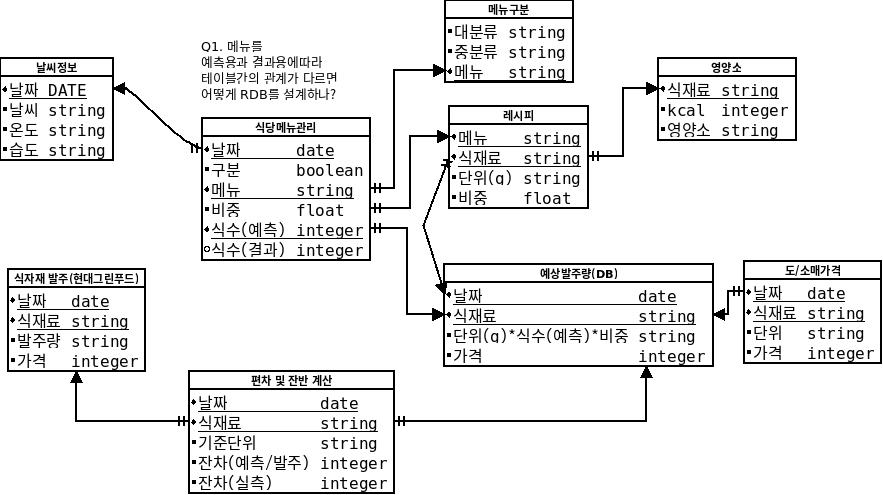 메뉴구분
대분류 string
중분류 string
메뉴 string
Q1. 메뉴를
예측용과 결과용에따라
테이블간의 관계가 다르면
어떻게 RDB를 설계하나?
날씨정보
날짜 DATE
날씨 string
온도 string
습도 string
영양소
식재료 string
kcal integer
영양소 string
식당메뉴관리
날짜 date
구분 boolean
메뉴 string
비중 float
식수(예측) integer
식수(결과) integer
레시피
메뉴 string
식재료 string
단위(g) string
비중 float
식자재 발주(현대그린푸드)
날짜 date
식재료 string
발주량 string
가격 integer
예상발주량(DB)
날짜 date
식재료 string
단위(g)*식수(예측)*비중 string
가격 integer
도/소매가격
날짜 date
식재료 string
단위 string
가격 integer
편차 및 잔반 계산
날짜 date
식재료 string
기준단위 string
잔차(예측/발주) integer
잔차(실측) integer